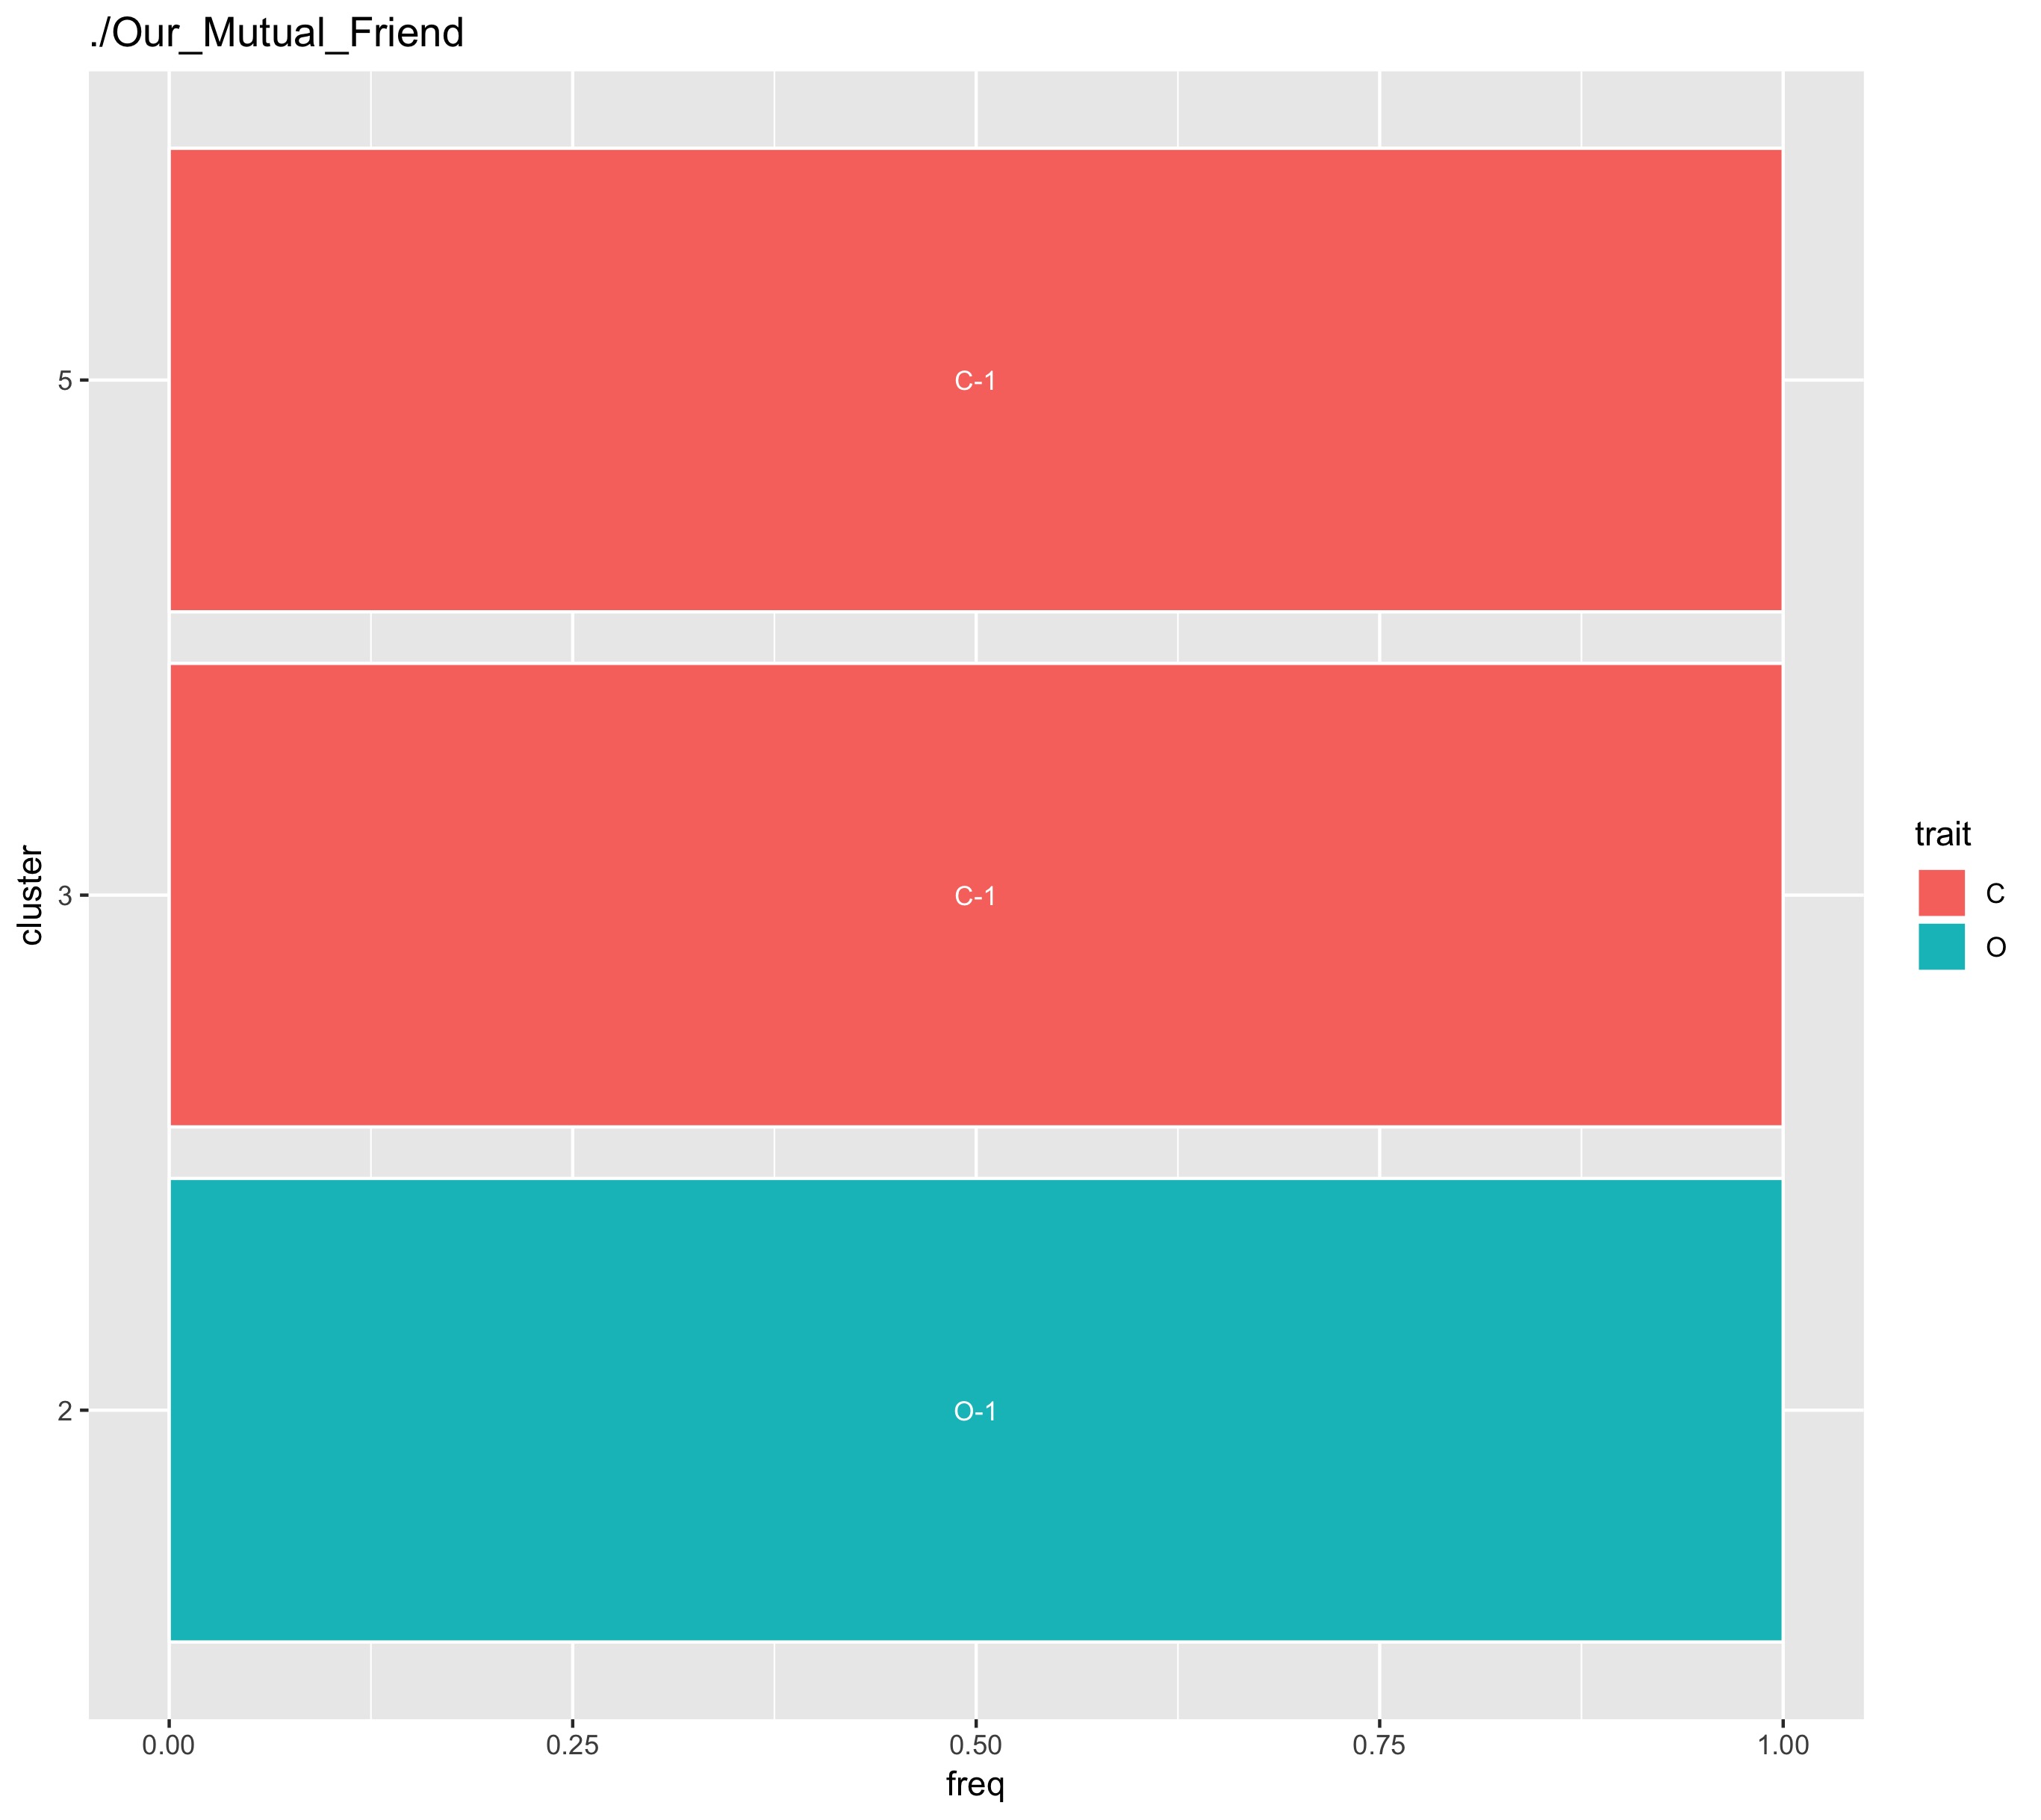 ./Our_Mutual_Friend
cluster
5
C-1
3
C-1
2
O-1
0.00 0.25 0.50 0.75 1.00
freq
trait
C
O